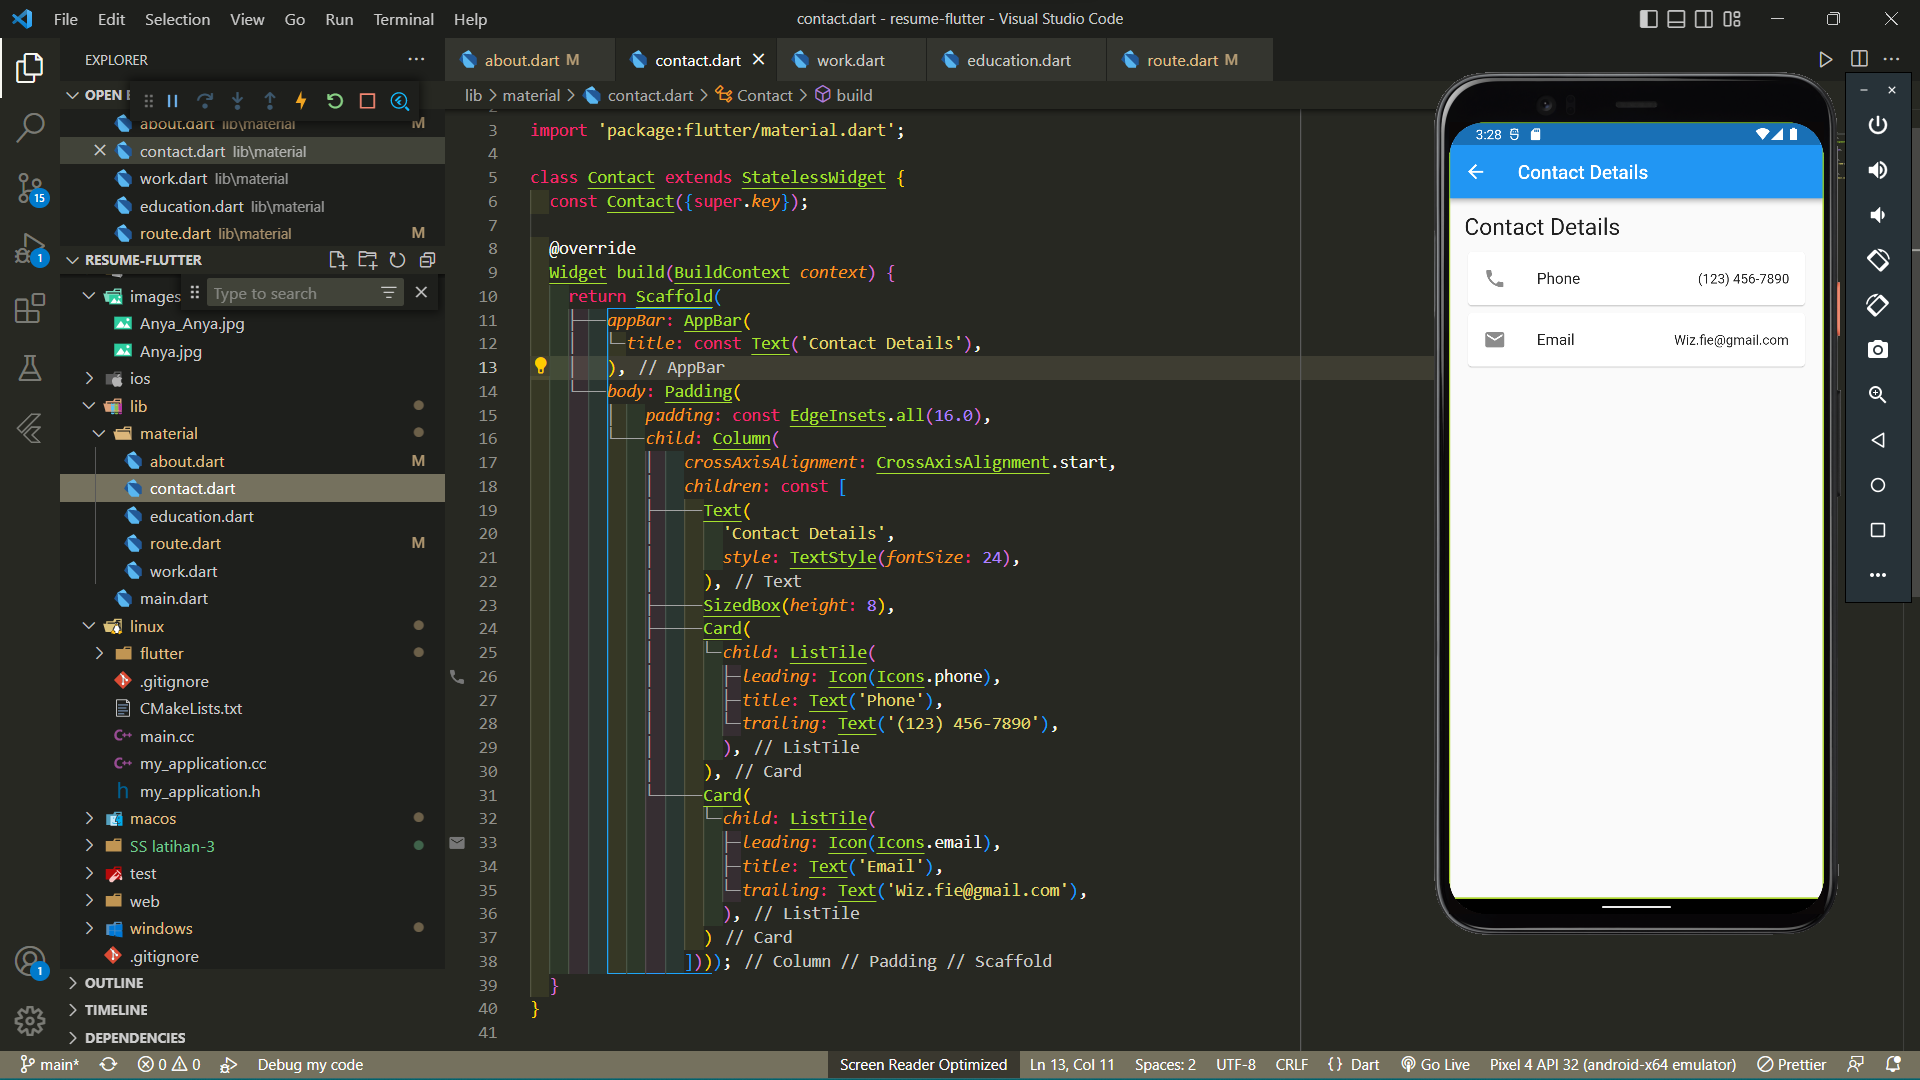 File Edit Selection View Go Run Terminal Help
contact.dart - resume-flutter - Visual Studio Code
EXPLORER
OPEN E
about.dart lib\material M
contact.dart lib\material
work.dart lib\material
education.dart lib\material
route.dart lib\material M
RESUME-FLUTTER
images
Type to search
Anya_Anya.jpg
Anya.jpg
ios
lib
material
about.dart M
contact.dart
education.dart
route.dart M
work.dart
main.dart
linux
flutter
.gitignore
CMakeLists.txt
main.cc
my_application.cc
my_application.h
macos
SS latihan-3
test
web
windows
.gitignore
OUTLINE
TIMELINE
DEPENDENCIES
15
1
1
about.dart M
contact.dart
work.dart
education.dart
route.dart M
lib > material > contact.dart > Contact > build
3 import 'package:flutter/material.dart';
4
5 class Contact extends StatelessWidget {
6 const Contact({super.key});
7
8 @override
9 Widget build(BuildContext context) {
10 return Scaffold(
11 appBar: AppBar(
12 title: const Text('Contact Details'),
13 ), // AppBar
14 body: Padding(
15 padding: const EdgeInsets.all(16.0),
16 child: Column(
17 crossAxisAlignment: CrossAxisAlignment.start,
18 children: const [
19 Text(
20 'Contact Details',
21 style: TextStyle(fontSize: 24),
22 ), // Text
23 SizedBox(height: 8),
24 Card(
25 child: ListTile(
26 leading: Icon(Icons.phone),
27 title: Text('Phone'),
28 trailing: Text('(123) 456-7890'),
29 ), // ListTile
30 ), // Card
31 Card(
32 child: ListTile(
33 leading: Icon(Icons.email),
34 title: Text('Email'),
35 trailing: Text('Wiz.fie@gmail.com'),
36 ), // ListTile
37 ) // Card
38 ]))); // Column // Padding // Scaffold
39 }
40 }
41
3:28
Contact Details
Contact Details
Phone (123) 456-7890
Email Wiz.fie@gmail.com
main* 0 0 Debug my code Screen Reader Optimized Ln 13, Col 11 Spaces: 2 UTF-8 CRLF {} Dart Go Live Pixel 4 API 32 (android-x64 emulator) Prettier